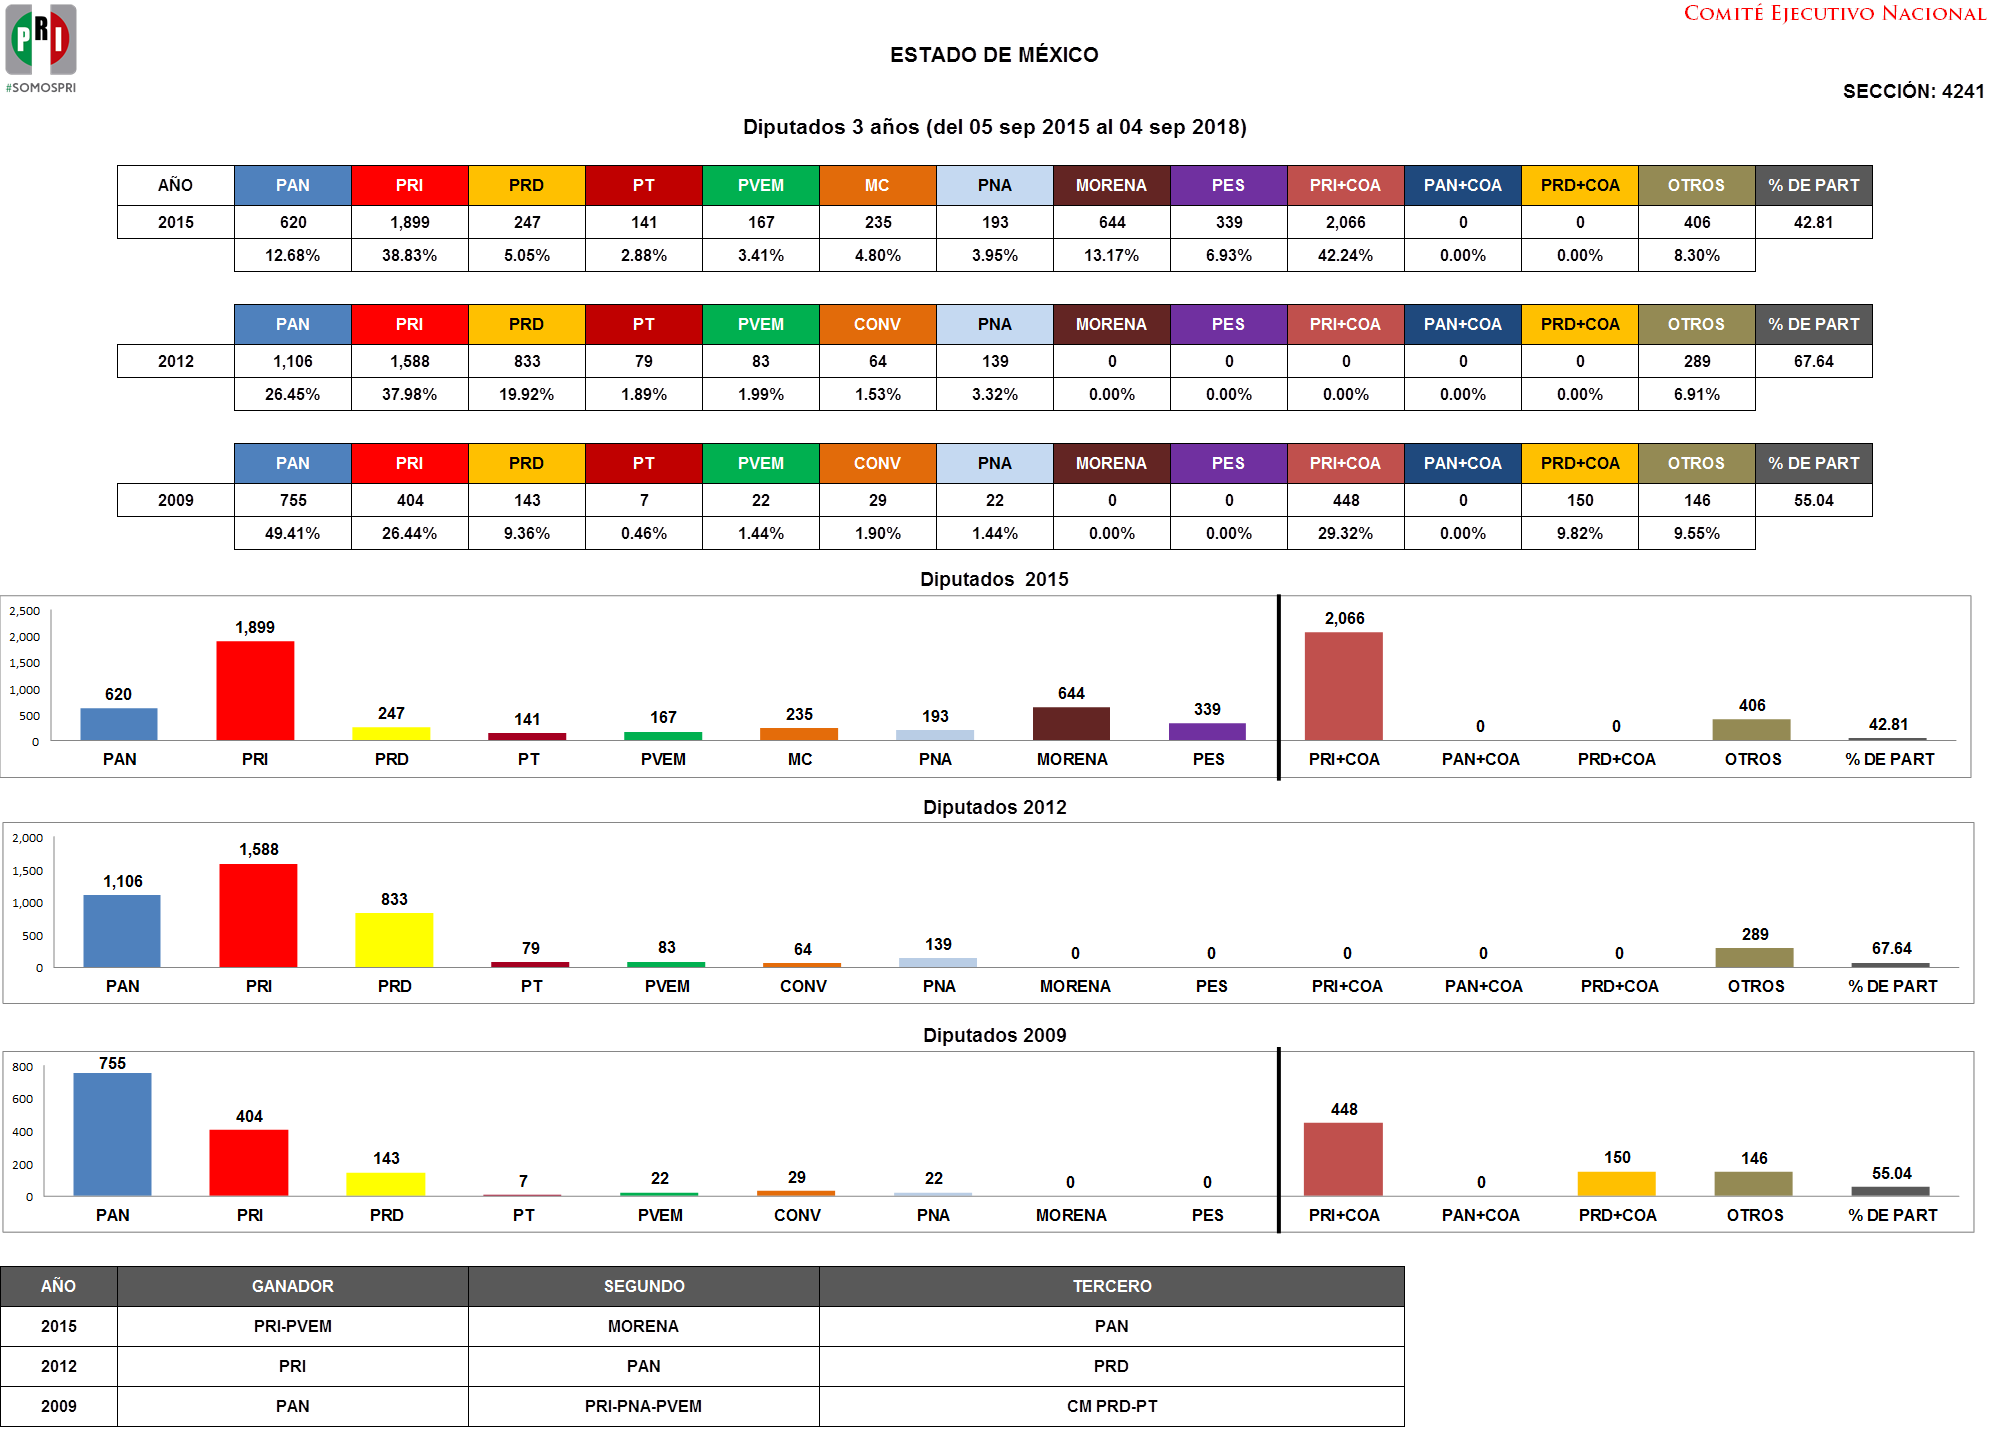 PRI
#SOMOSPRI
COMITÉ EJECUTIVO NACIONAL
ESTADO DE MÉXICO
SECCIÓN: 4241
Diputados 3 años (del 05 sep 2015 al 04 sep 2018)
AÑO PAN PRI PRD PT PVEM MC PNA MORENA PES PRI+COA PAN+COA PRD+COA OTROS % DE PART
2015 620 1,899 247 141 167 235 193 644 339 2,066 0 0 406 42.81
12.68% 38.83% 5.05% 2.88% 3.41% 4.80% 3.95% 13.17% 6.93% 42.24% 0.00% 0.00% 8.30%
PAN PRI PRD PT PVEM CONV PNA MORENA PES PRI+COA PAN+COA PRD+COA OTROS % DE PART
2012 1,106 1,588 833 79 83 64 139 0 0 0 0 0 289 67.64
26.45% 37.98% 19.92% 1.89% 1.99% 1.53% 3.32% 0.00% 0.00% 0.00% 0.00% 0.00% 6.91%
PAN PRI PRD PT PVEM CONV PNA MORENA PES PRI+COA PAN+COA PRD+COA OTROS % DE PART
2009 755 404 143 7 22 29 22 0 0 448 0 150 146 55.04
49.41% 26.44% 9.36% 0.46% 1.44% 1.90% 1.44% 0.00% 0.00% 29.32% 0.00% 9.82% 9.55%
Diputados 2015
2,500
2,000
1,500
1,000
500
0
620 1,899 247 141 167 235 193 644 339 2,066 0 0 406 42.81
PAN PRI PRD PT PVEM MC PNA MORENA PES PRI+COA PAN+COA PRD+COA OTROS % DE PART
Diputados 2012
2,000
1,500
1,000
500
0
1,106 1,588 833 79 83 64 139 0 0 0 0 0 289 67.64
PAN PRI PRD PT PVEM CONV PNA MORENA PES PRI+COA PAN+COA PRD+COA OTROS % DE PART
Diputados 2009
800
600
400
200
0
755 404 143 7 22 29 22 0 0 448 0 150 146 55.04
PAN PRI PRD PT PVEM CONV PNA MORENA PES PRI+COA PAN+COA PRD+COA OTROS % DE PART
AÑO GANADOR SEGUNDO TERCERO
2015 PRI-PVEM MORENA PAN
2012 PRI PAN PRD
2009 PAN PRI-PNA-PVEM CM PRD-PT